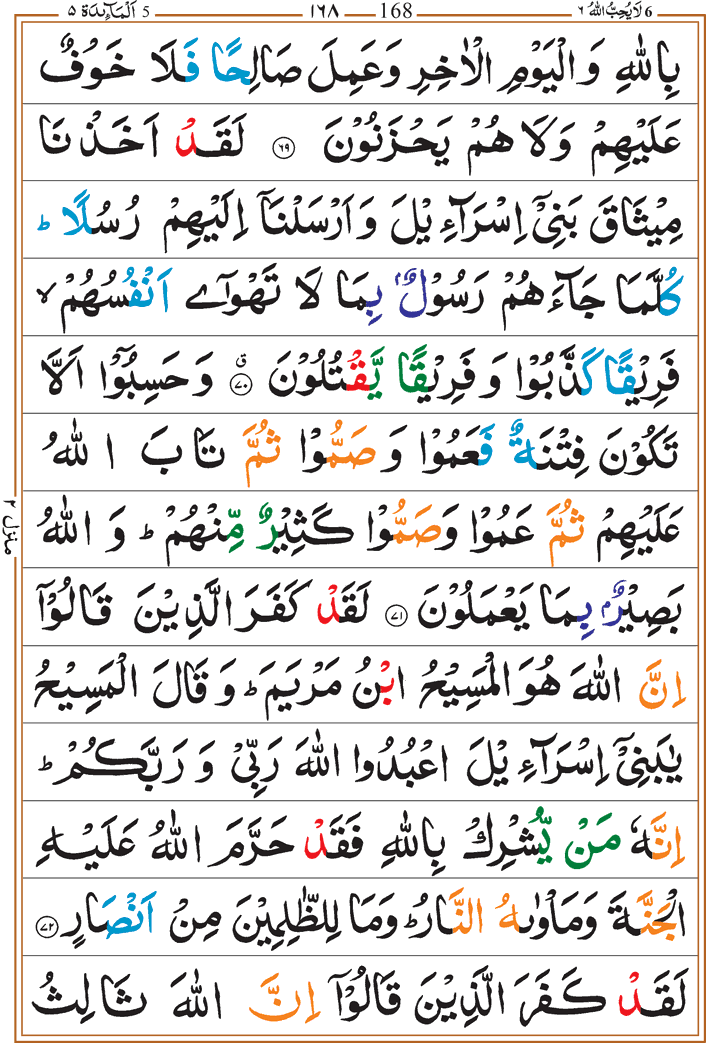 6 لَا يُحِبُّ اللّٰهُ ٦ 168 ١٦٨ 5 اَلْمَآئِدَة ٥
بِاللّٰهِ وَالْيَوْمِ الْاٰخِرِ وَعَمِلَ صَالِحًا فَلَا خَوْفٌ
عَلَيْهِمْ وَلَا هُمْ يَحْزَنُوْنَ ﴿٦٩﴾ لَقَدْ اَخَذْنَا
مِيْثَاقَ بَنِيْٓ اِسْرَآءِيْلَ وَاَرْسَلْنَآ اِلَيْهِمْ رُسُلًا ؕ
كُلَّمَا جَآءَهُمْ رَسُوْلٌۢ بِمَا لَا تَهْوٰٓى اَنْفُسُهُمْ ۙ
فَرِيْقًا كَذَّبُوْا وَفَرِيْقًا يَّقْتُلُوْنَ ﴿٧٠﴾ ۗ وَحَسِبُوْٓا اَلَّا
تَكُوْنَ فِتْنَةٌ فَعَمُوْا وَصَمُّوْا ثُمَّ تَابَ اللّٰهُ
عَلَيْهِمْ ثُمَّ عَمُوْا وَصَمُّوْا كَثِيْرٌ مِّنْهُمْ ؕ وَاللّٰهُ
بَصِيْرٌۢ بِمَا يَعْمَلُوْنَ ﴿٧١﴾ لَقَدْ كَفَرَ الَّذِيْنَ قَالُوْٓا
اِنَّ اللّٰهَ هُوَ الْمَسِيْحُ ابْنُ مَرْيَمَ ؕ وَقَالَ الْمَسِيْحُ
يٰبَنِيْٓ اِسْرَآءِيْلَ اعْبُدُوا اللّٰهَ رَبِّيْ وَرَبَّكُمْ ؕ
اِنَّهٗ مَنْ يُّشْرِكْ بِاللّٰهِ فَقَدْ حَرَّمَ اللّٰهُ عَلَيْهِ
الْجَنَّةَ وَمَاْوٰىهُ النَّارُ ؕ وَمَا لِلظّٰلِمِيْنَ مِنْ اَنْصَارٍ ﴿٧٢﴾
لَقَدْ كَفَرَ الَّذِيْنَ قَالُوْٓا اِنَّ اللّٰهَ ثَالِثُ
منزل ٢